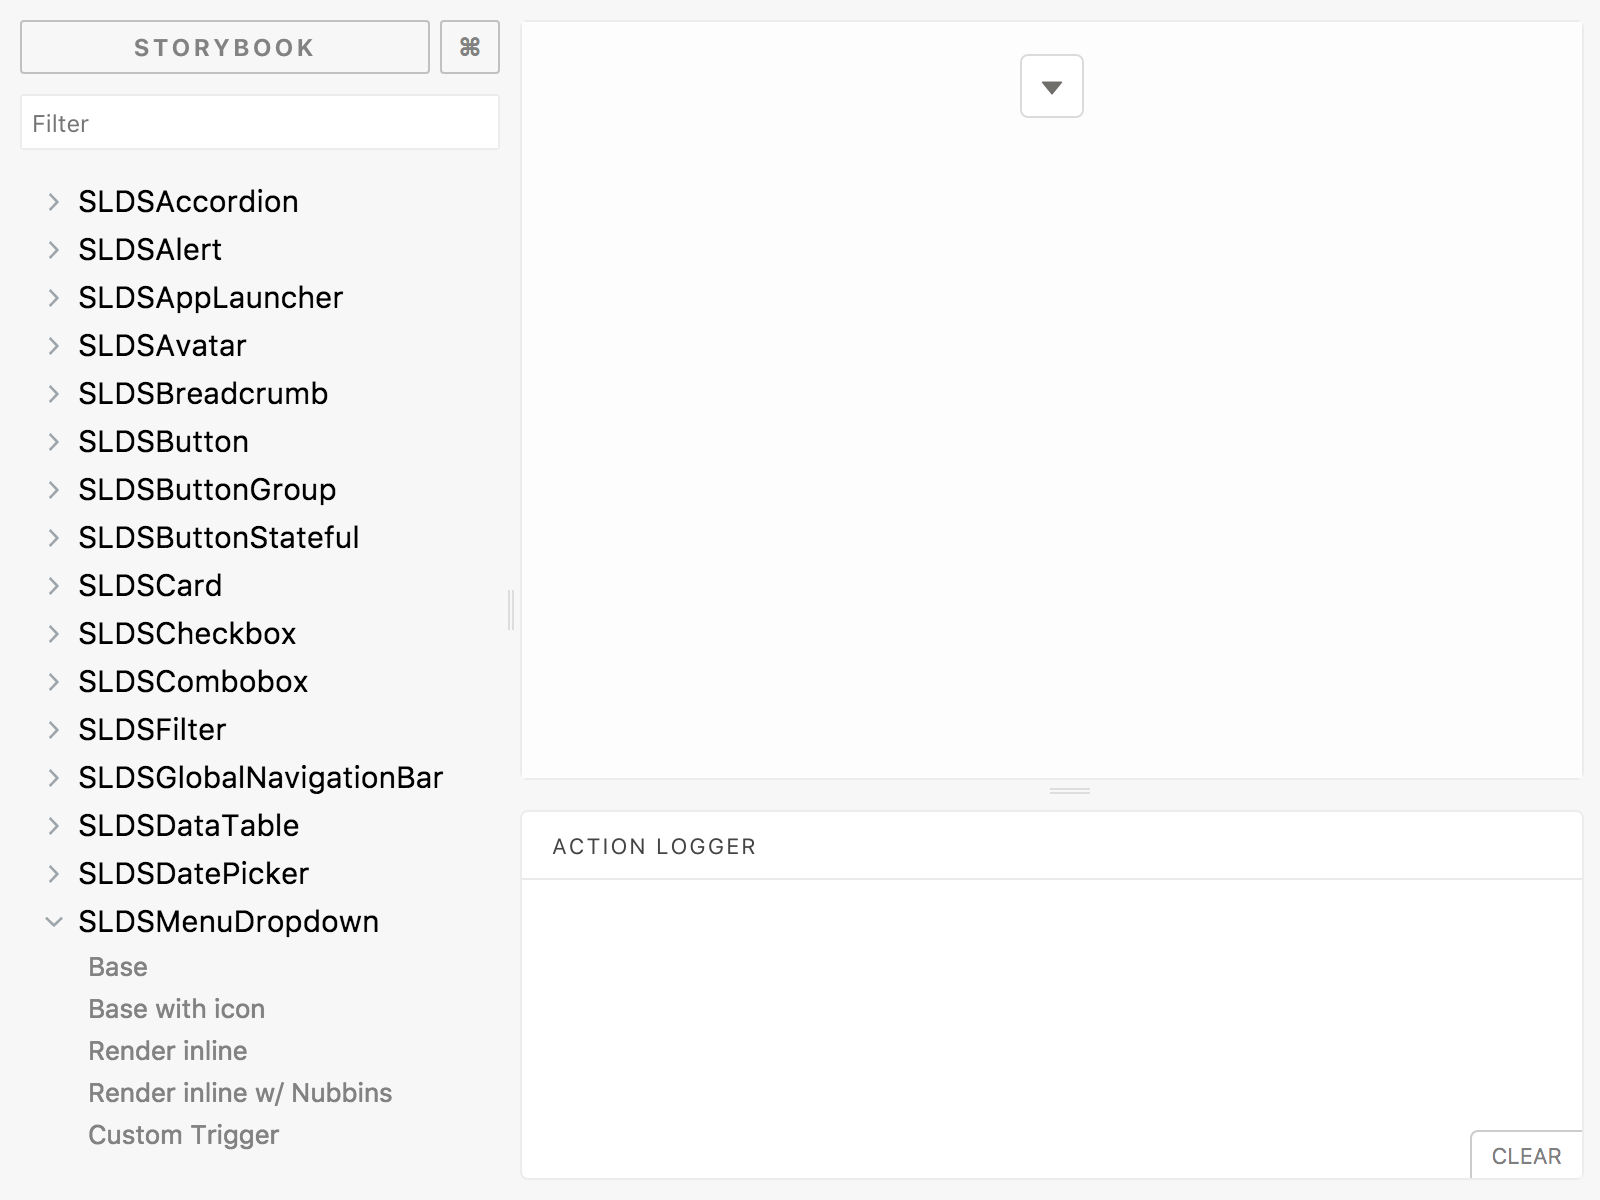 STORYBOOK
⌘
Filter
SLDSAccordion
SLDSAlert
SLDSAppLauncher
SLDSAvatar
SLDSBreadcrumb
SLDSButton
SLDSButtonGroup
SLDSButtonStateful
SLDSCard
SLDSCheckbox
SLDSCombobox
SLDSFilter
SLDSGlobalNavigationBar
SLDSDataTable
SLDSDatePicker
SLDSMenuDropdown
Base
Base with icon
Render inline
Render inline w/ Nubbins
Custom Trigger
ACTION LOGGER
CLEAR